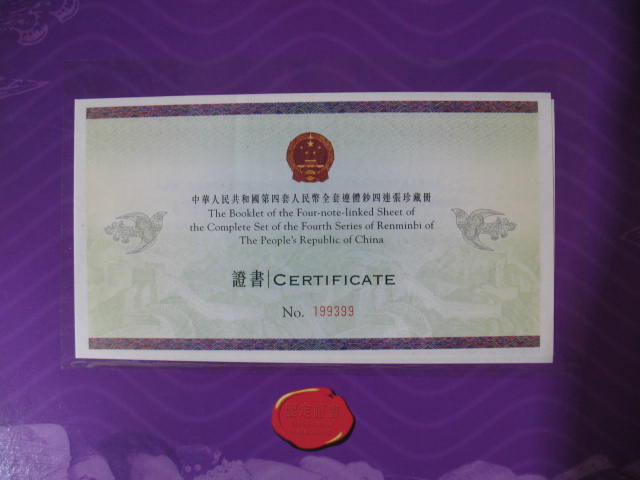 中華人民共和國第四套人民幣全套連體鈔四連張珍藏冊
The Booklet of the Four-note-linked Sheet of
the Complete Set of the Fourth Series of Renminbi of
The People's Republic of China
證書|CERTIFICATE
No. 199399